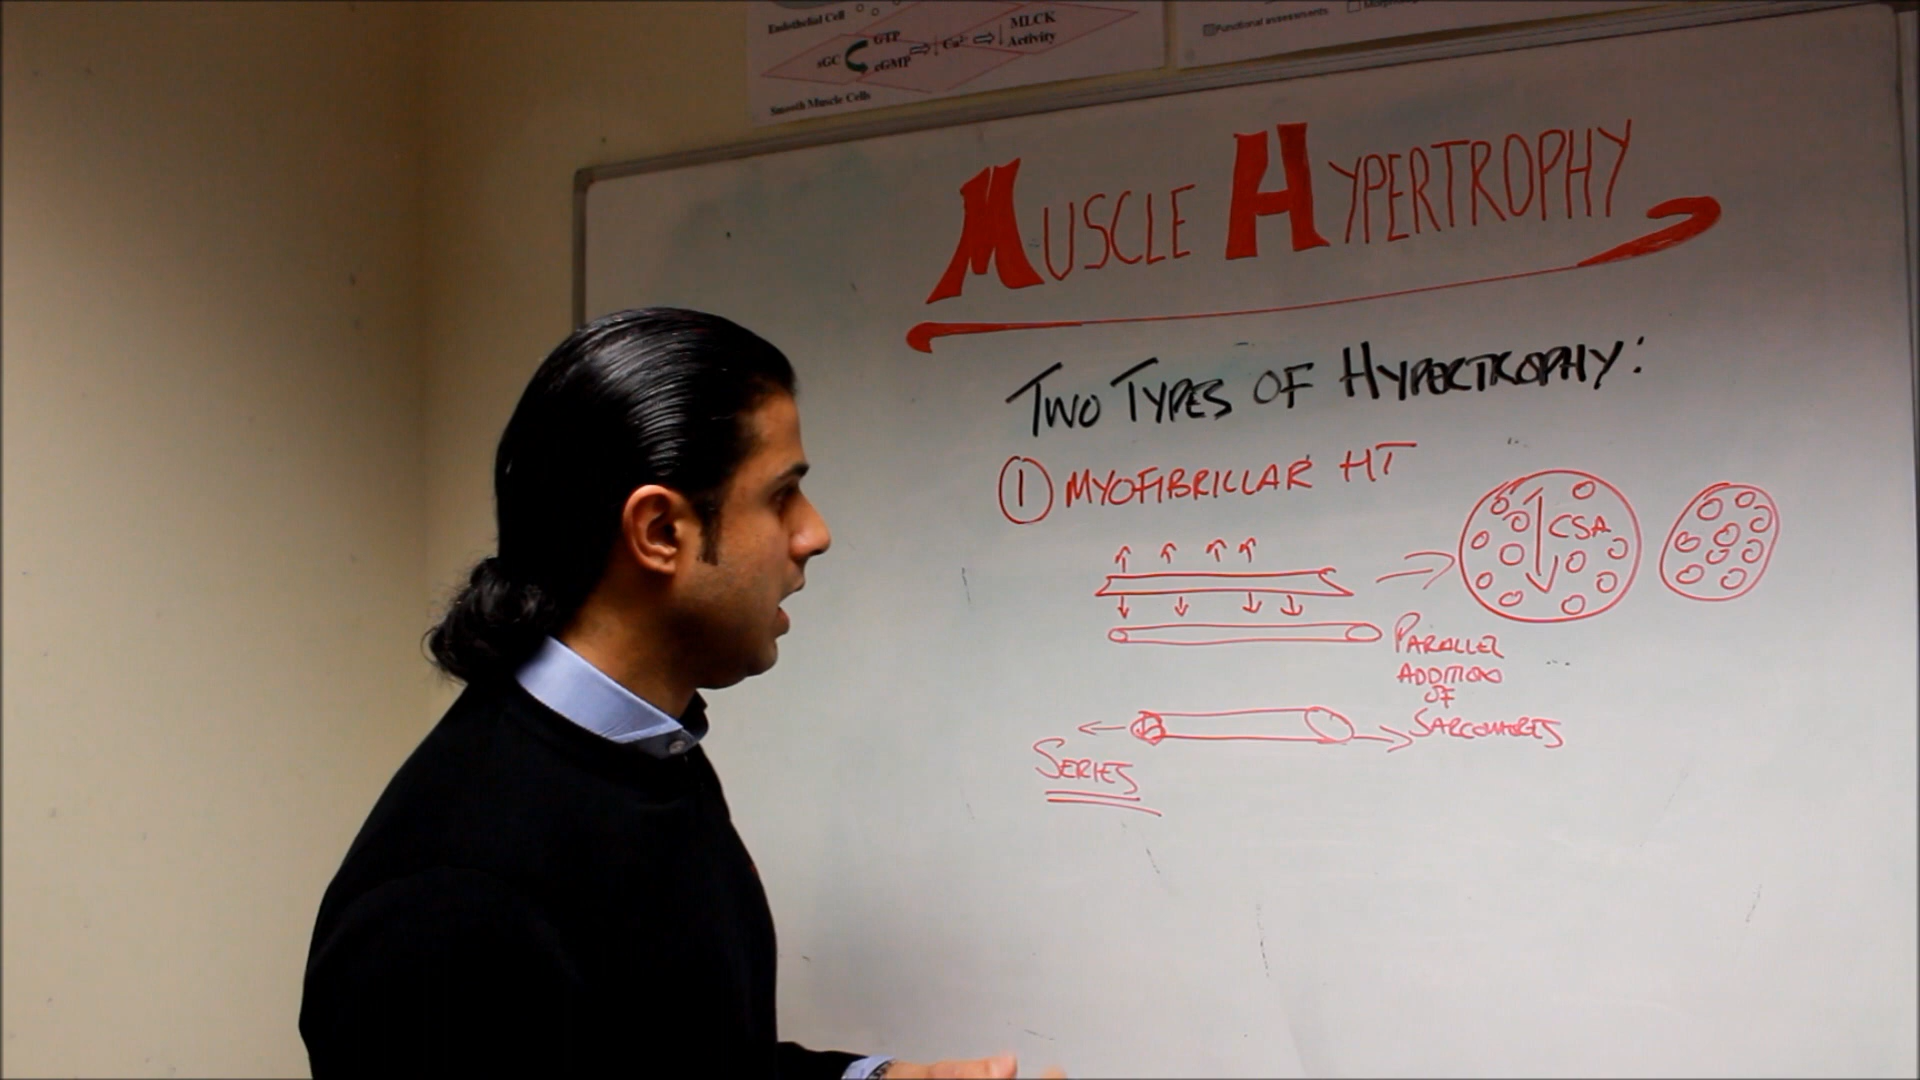 Endothelial Cell
MLCK
GTP
sGC
Ca²⁺
Activity
cGMP
Smooth Muscle Cells
Functional assessments
MUSCLE HYPERTROPHY
TWO TYPES OF HYPERTROPHY:
1 MYOFIBRILLAR HT
CSA
PARALLEL
ADDITION
OF
SARCOMERES
SERIES